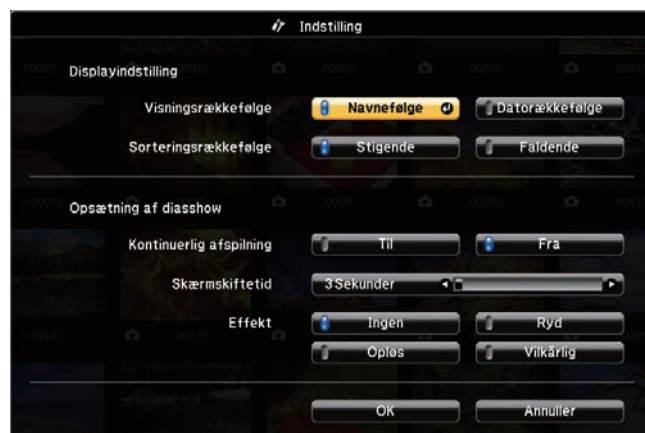 Indstilling
Displayindstilling
Visningsrækkefølge Navnefølge Datorækkefølge
Sorteringsrækkefølge Stigende Faldende
Opsætning af diasshow
Kontinuerlig afspilning Til Fra
Skærmskiftetid 3Sekunder
Effekt Ingen Ryd
Opløs Vilkårlig
OK Annuller